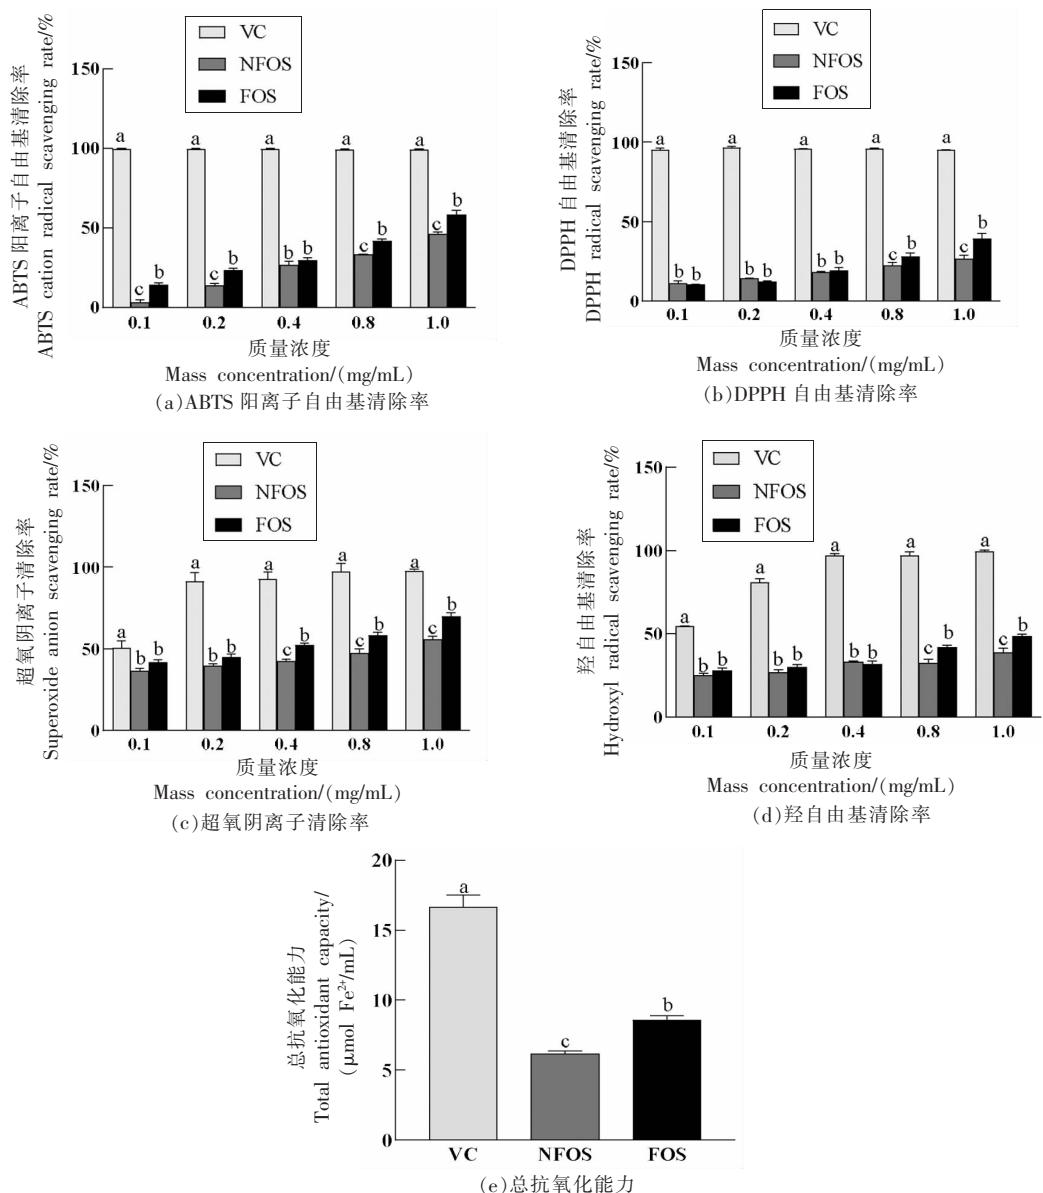 VC
NFOS
FOS
ABTS 阳离子自由基清除率
ABTS cation radical scavenging rate/%
150
100
50
0
a a a a a
c b c b b b c b c b
0.1 0.2 0.4 0.8 1.0
质量浓度
Mass concentration/(mg/mL)
(a)ABTS 阳离子自由基清除率
VC
NFOS
FOS
DPPH 自由基清除率
DPPH radical scavenging rate/%
150
100
50
0
a a a a a
b b b b b b c b c b
0.1 0.2 0.4 0.8 1.0
质量浓度
Mass concentration/(mg/mL)
(b)DPPH 自由基清除率
VC
NFOS
FOS
超氧阴离子清除率
Superoxide anion scavenging rate/%
150
100
50
0
a a a a a
b b b b c b c b c b
0.1 0.2 0.4 0.8 1.0
质量浓度
Mass concentration/(mg/mL)
(c)超氧阴离子清除率
VC
NFOS
FOS
羟自由基清除率
Hydroxyl radical scavenging rate/%
150
100
50
0
a a a a a
b b b b b b c b c b
0.1 0.2 0.4 0.8 1.0
质量浓度
Mass concentration/(mg/mL)
(d)羟自由基清除率
总抗氧化能力
Total antioxidant capacity/
(μmol Fe²⁺/mL)
20
15
10
5
0
a
c
b
VC NFOS FOS
(e)总抗氧化能力